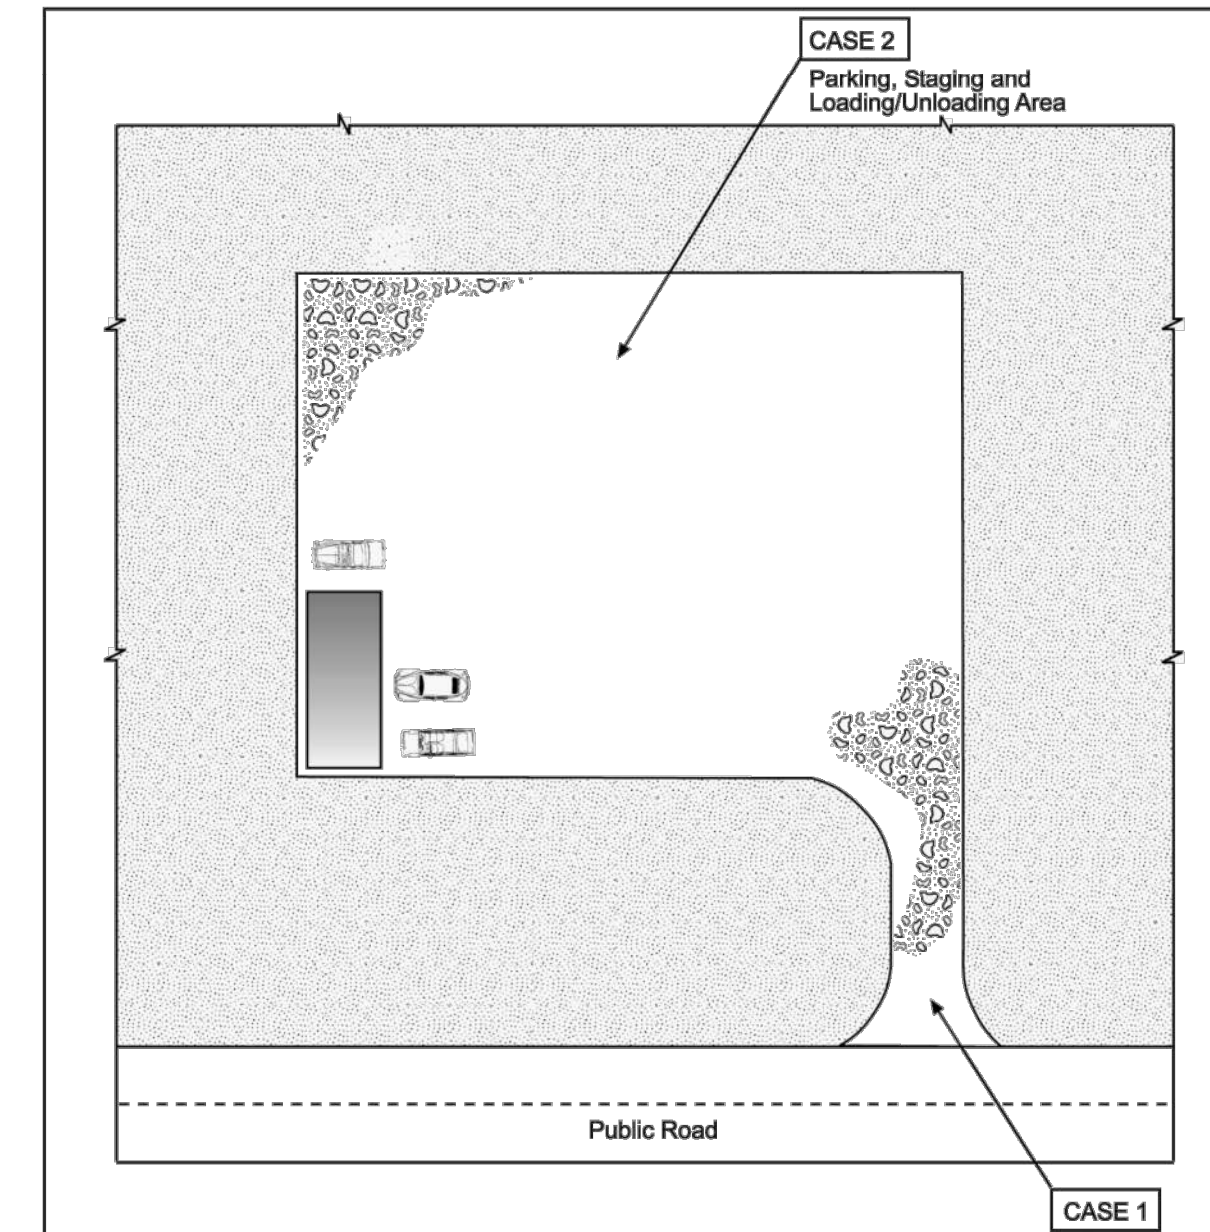 CASE 2
Parking, Staging and
Loading/Unloading Area
Public Road
CASE 1